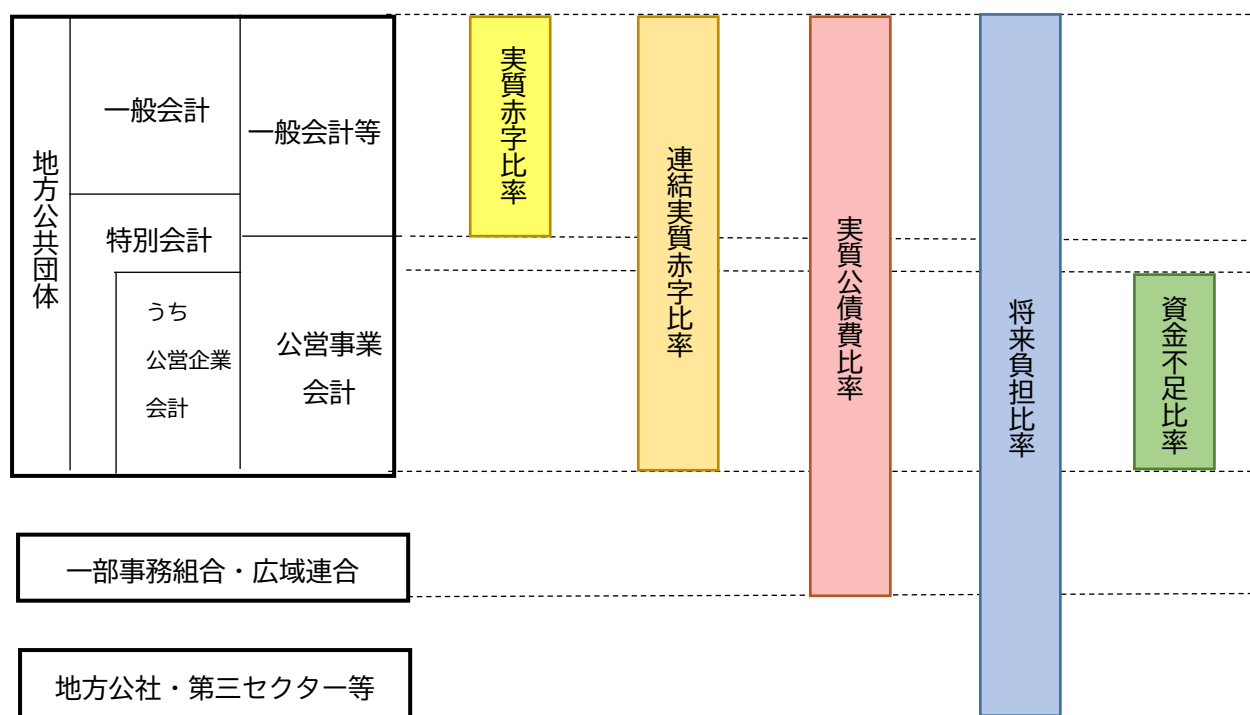 地方公共団体
一般会計
特別会計
うち
公営企業
会計
一般会計等
公営事業
会計
実質赤字比率
連結実質赤字比率
実質公債費比率
将来負担比率
資金不足比率
一部事務組合・広域連合
地方公社・第三セクター等